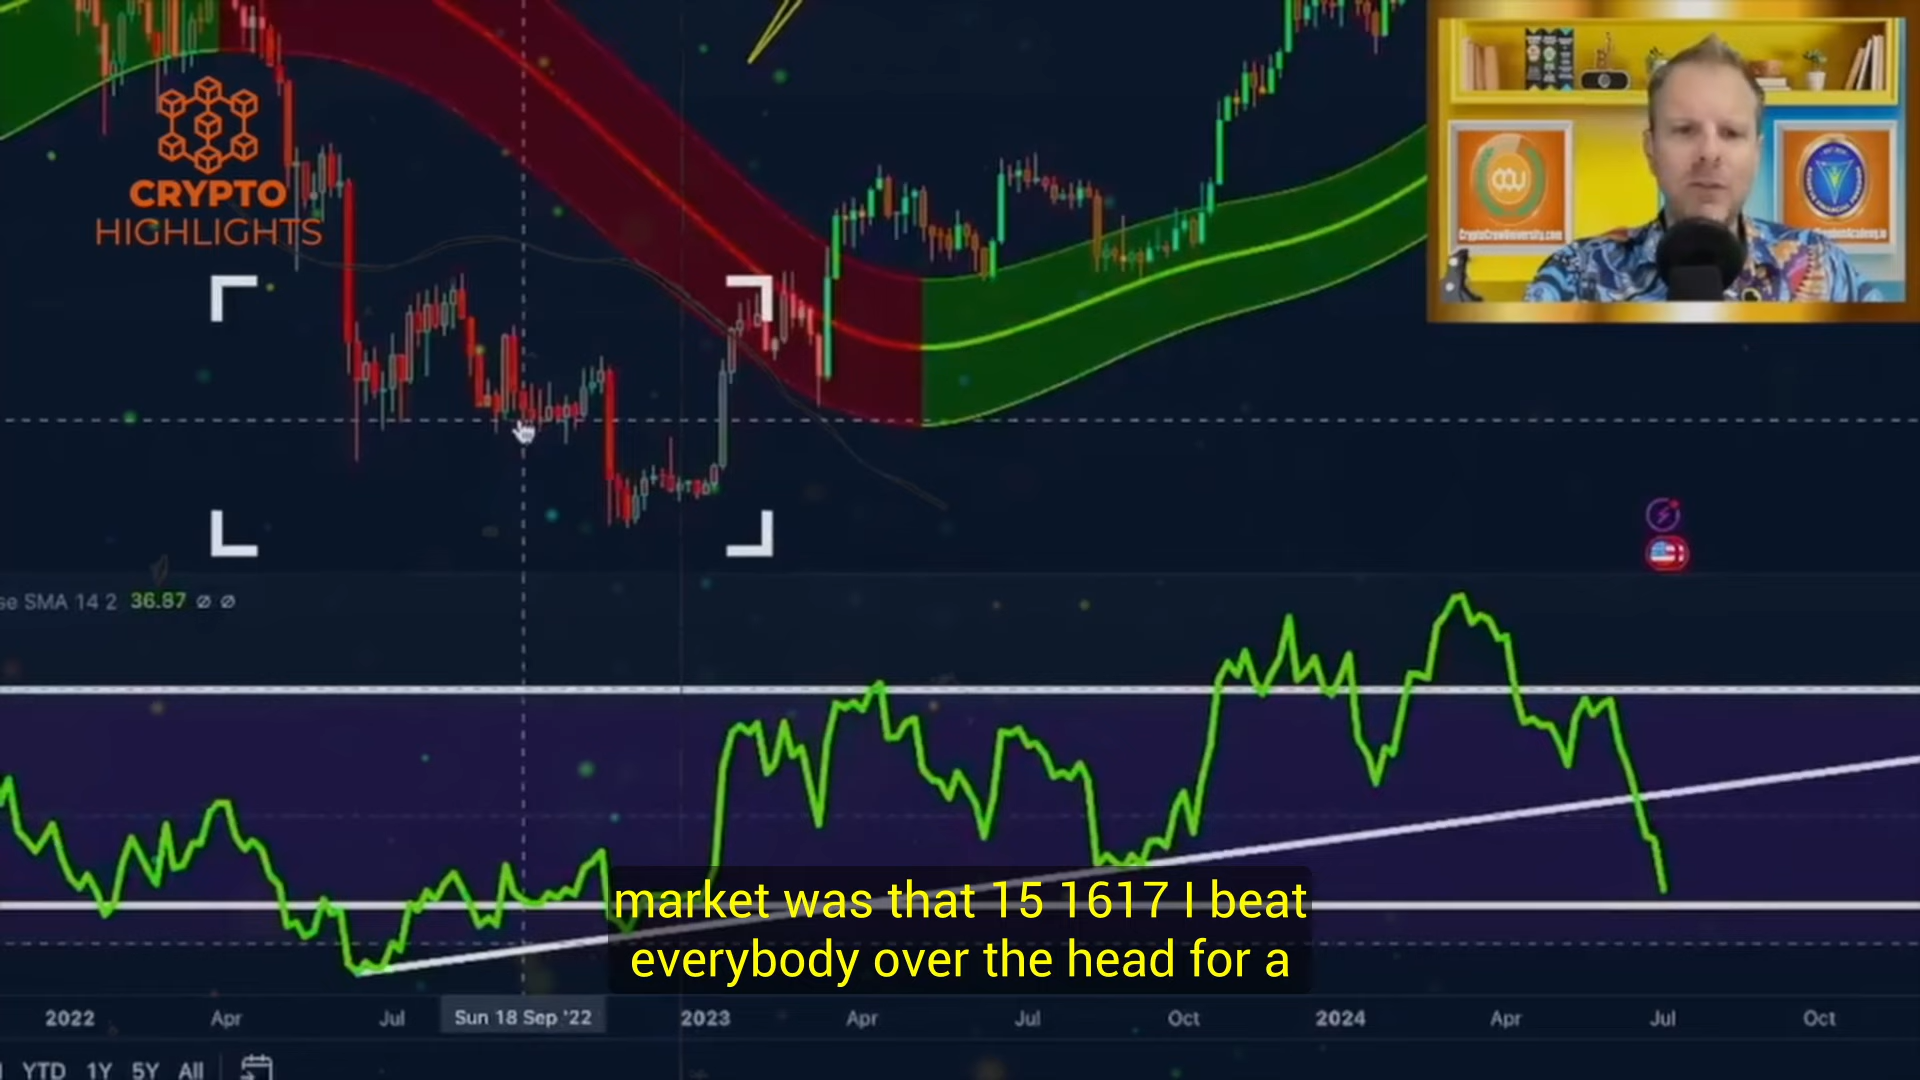 CRYPTO
HIGHLIGHTS
CryptoCrowUniversity.com
se SMA 14 2 36.87 ∅ ∅
market was that 15 1617 I beat
everybody over the head for a
2022 Apr Jul Sun 18 Sep '22 2023 Apr Jul Oct 2024 Apr Jul Oct
YTD 1Y 5Y All